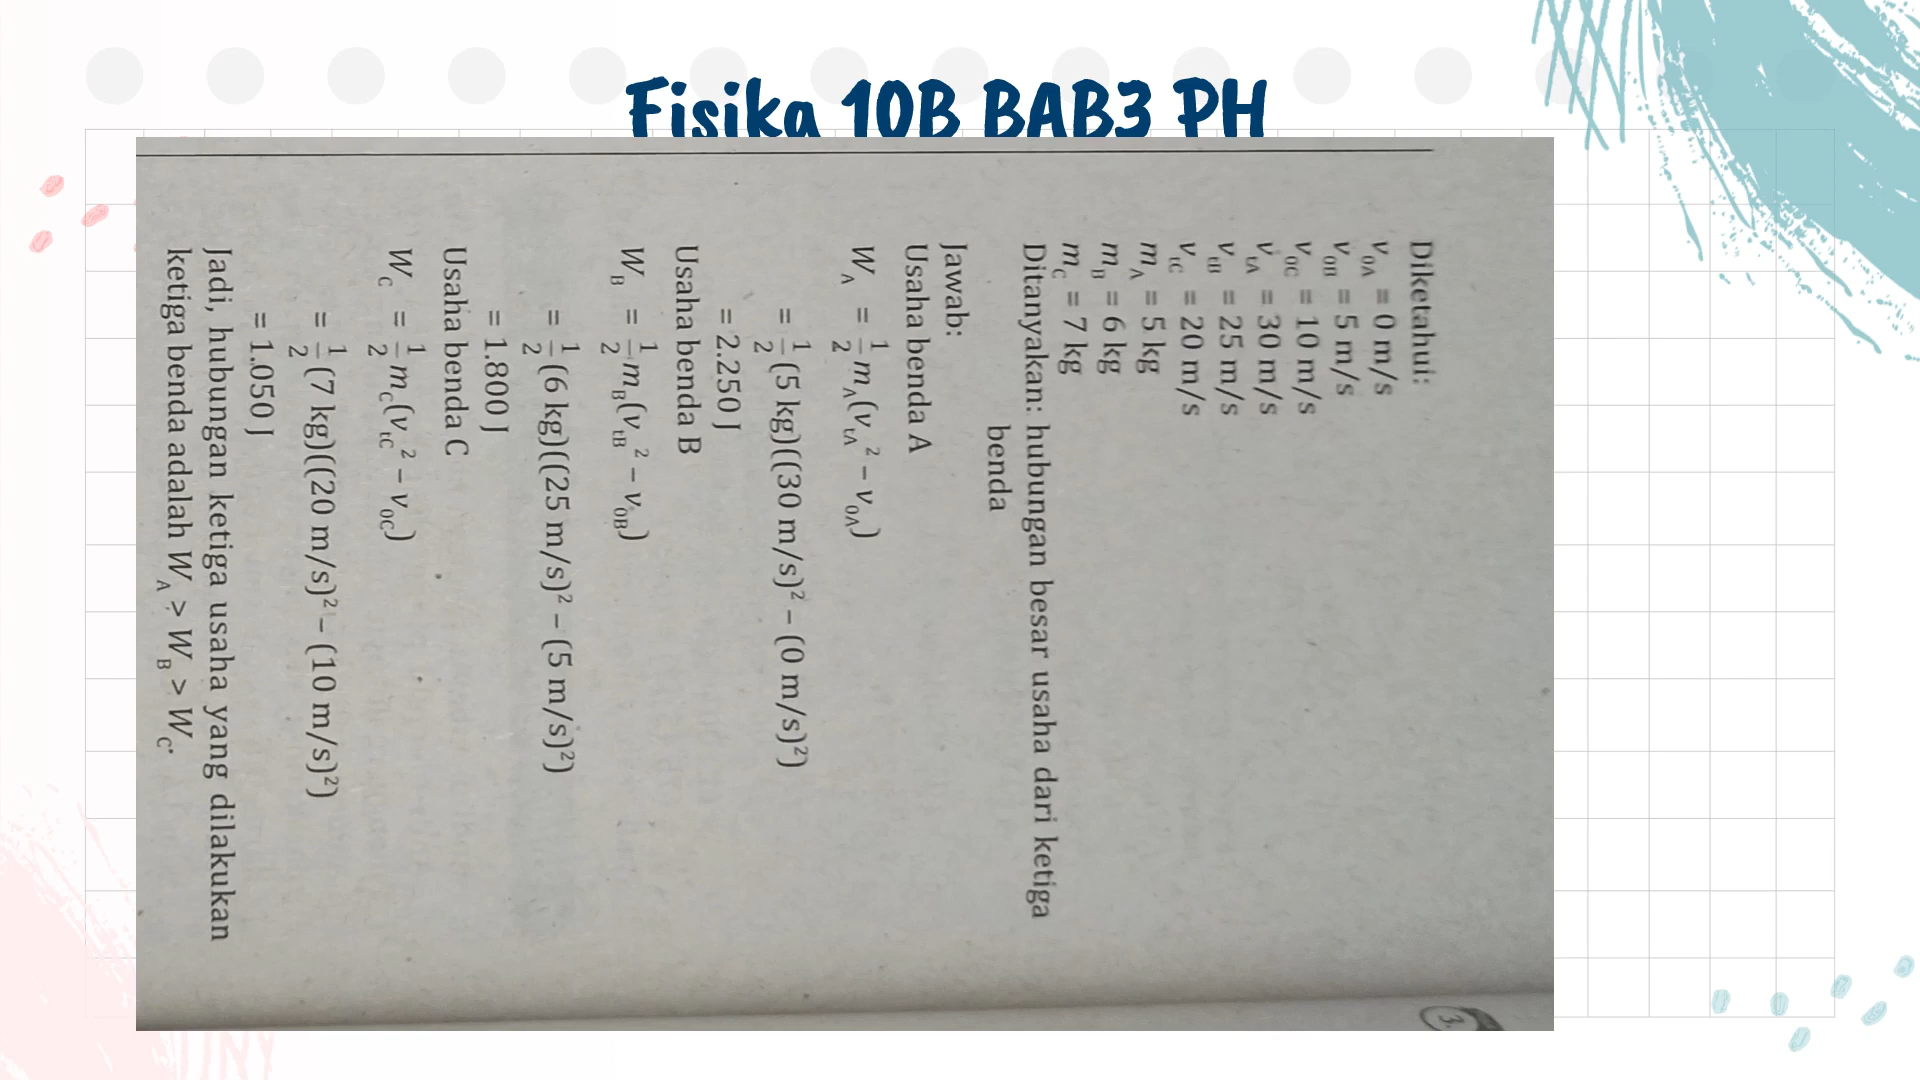 Fisika 10B BAB3 PH
Diketahui:
v₀A = 0 m/s
v₀B = 5 m/s
v₀C = 10 m/s
vtA = 30 m/s
vtB = 25 m/s
vtC = 20 m/s
mA = 5 kg
mB = 6 kg
mC = 7 kg
Ditanyakan: hubungan besar usaha dari ketiga
benda
Jawab:
Usaha benda A
WA = 1/2 mA(vtA² – v₀A)
= 1/2 (5 kg)((30 m/s)² – (0 m/s)²)
= 2.250 J
Usaha benda B
WB = 1/2 mB(vtB² – v₀B)
= 1/2 (6 kg)((25 m/s)² – (5 m/s)²)
= 1.800 J
Usaha benda C
WC = 1/2 mC(vtC² – v₀C)
= 1/2 (7 kg)((20 m/s)² – (10 m/s)²)
= 1.050 J
Jadi, hubungan ketiga usaha yang dilakukan
ketiga benda adalah WA > WB > WC.
3.